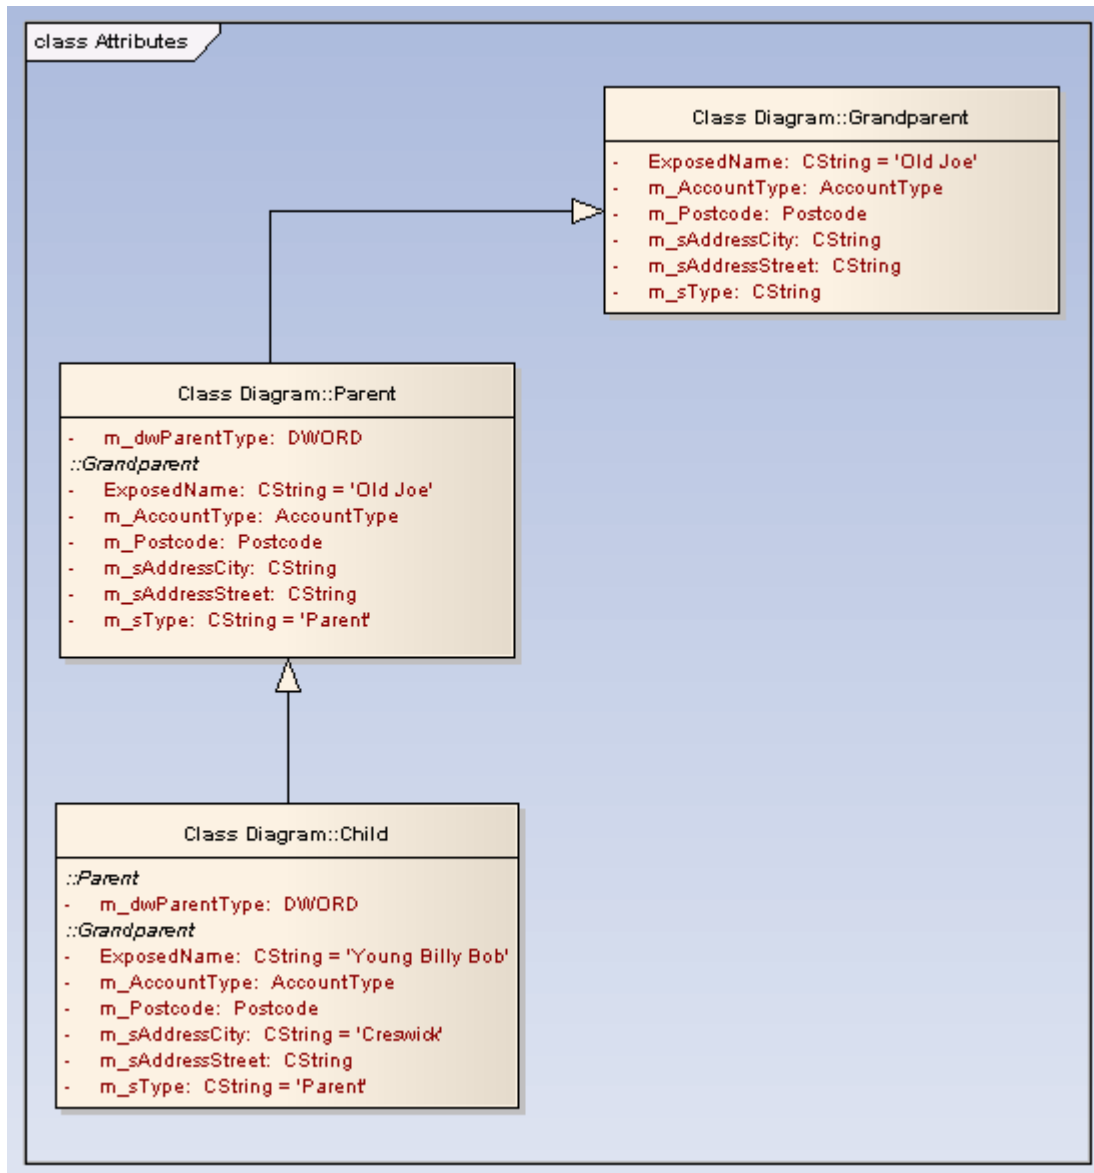 class Attributes
Class Diagram::Grandparent
- ExposedName: CString = 'Old Joe'
- m_AccountType: AccountType
- m_Postcode: Postcode
- m_sAddressCity: CString
- m_sAddressStreet: CString
- m_sType: CString
Class Diagram::Parent
- m_dwParentType: DWORD
::Grandparent
- ExposedName: CString = 'Old Joe'
- m_AccountType: AccountType
- m_Postcode: Postcode
- m_sAddressCity: CString
- m_sAddressStreet: CString
- m_sType: CString = 'Parent'
Class Diagram::Child
::Parent
- m_dwParentType: DWORD
::Grandparent
- ExposedName: CString = 'Young Billy Bob'
- m_AccountType: AccountType
- m_Postcode: Postcode
- m_sAddressCity: CString = 'Creswick'
- m_sAddressStreet: CString
- m_sType: CString = 'Parent'